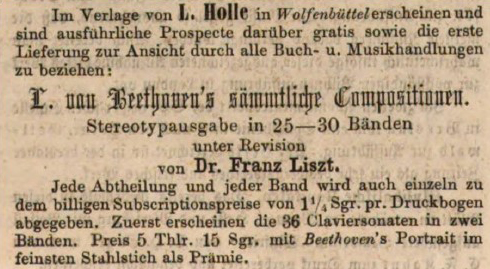 Im Verlage von L. Holle in Wolfenbüttel erscheinen und
sind ausführliche Prospecte darüber gratis sowie die erste
Lieferung zur Ansicht durch alle Buch- u. Musikhandlungen
zu beziehen:
L. van Beethoven's sämmtliche Compositionen.
Stereotypausgabe in 25—30 Bänden
unter Revision
von Dr. Franz Liszt.
Jede Abtheilung und jeder Band wird auch einzeln zu
dem billigen Subscriptionspreise von 1¼ Sgr. pr. Druckbogen
abgegeben. Zuerst erscheinen die 36 Claviersonaten in zwei
Bänden. Preis 5 Thlr. 15 Sgr. mit Beethoven's Portrait im
feinsten Stahlstich als Prämie.